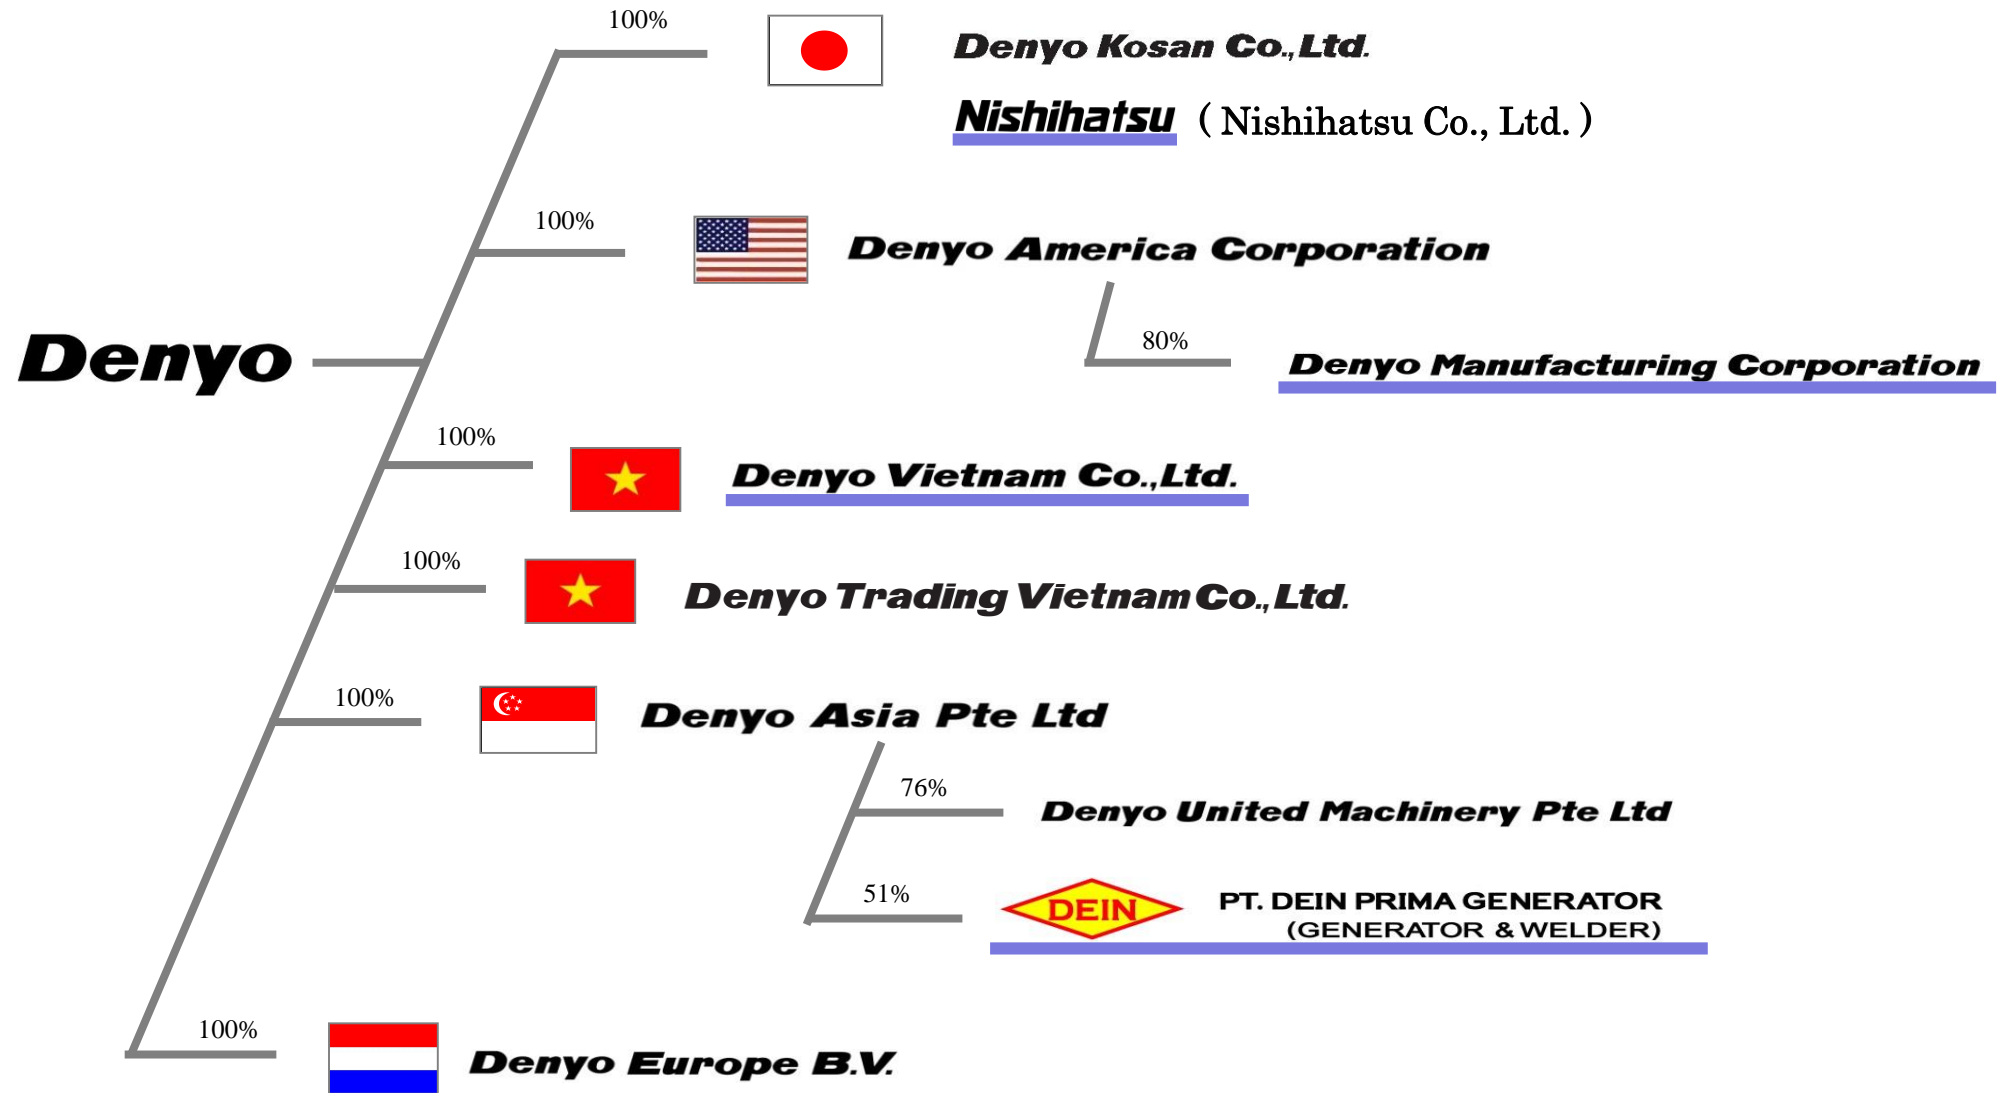 100%
Denyo Kosan Co.,Ltd.
Nishihatsu ( Nishihatsu Co., Ltd. )
100%
Denyo America Corporation
80%
Denyo Manufacturing Corporation
Denyo
100%
Denyo Vietnam Co.,Ltd.
100%
Denyo Trading Vietnam Co.,Ltd.
100%
Denyo Asia Pte Ltd
76%
Denyo United Machinery Pte Ltd
51%
DEIN PT. DEIN PRIMA GENERATOR
(GENERATOR & WELDER)
100%
Denyo Europe B.V.